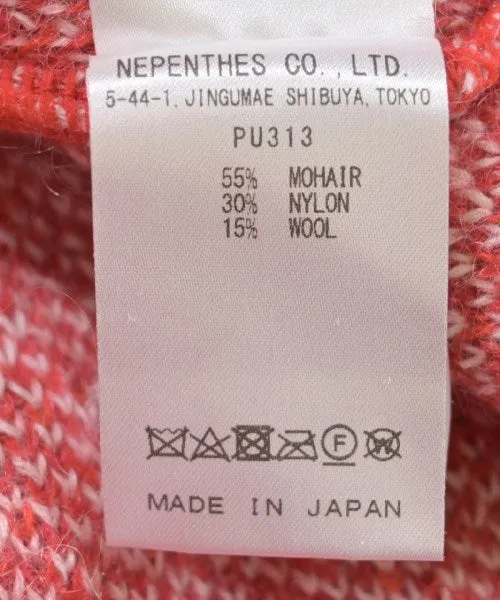 NEPENTHES CO.,LTD.
5-44-1, JINGUMAE SHIBUYA, TOKYO
PU313
55% MOHAIR
30% NYLON
15% WOOL
F W
MADE IN JAPAN